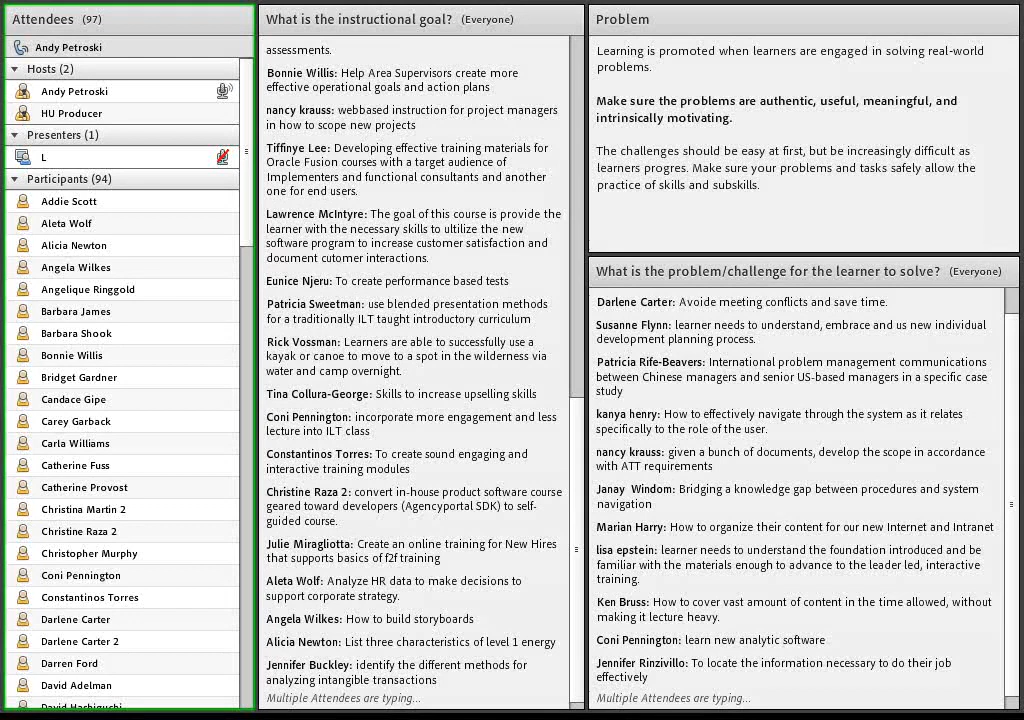 Attendees (97)
Andy Petroski
Hosts (2)
Andy Petroski
HU Producer
Presenters (1)
L
Participants (94)
Addie Scott
Aleta Wolf
Alicia Newton
Angela Wilkes
Angelique Ringgold
Barbara James
Barbara Shook
Bonnie Willis
Bridget Gardner
Candace Gipe
Carey Garback
Carla Williams
Catherine Fuss
Catherine Provost
Christina Martin 2
Christine Raza 2
Christopher Murphy
Coni Pennington
Constantinos Torres
Darlene Carter
Darlene Carter 2
Darren Ford
David Adelman
David Hashiguchi
What is the instructional goal? (Everyone)
assessments.
Bonnie Willis: Help Area Supervisors create more
effective operational goals and action plans
nancy krauss: webbased instruction for project managers
in how to scope new projects
Tiffinye Lee: Developing effective training materials for
Oracle Fusion courses with a target audience of
Implementers and functional consultants and another
one for end users.
Lawrence McIntyre: The goal of this course is provide the
learner with the necessary skills to ultilize the new
software program to increase customer satisfaction and
document cutomer interactions.
Eunice Njeru: To create performance based tests
Patricia Sweetman: use blended presentation methods
for a traditionally ILT taught introductory curriculum
Rick Vossman: Learners are able to successfully use a
kayak or canoe to move to a spot in the wilderness via
water and camp overnight.
Tina Collura-George: Skills to increase upselling skills
Coni Pennington: incorporate more engagement and less
lecture into ILT class
Constantinos Torres: To create sound engaging and
interactive training modules
Christine Raza 2: convert in-house product software course
geared toward developers (Agencyportal SDK) to self-
guided course.
Julie Miragliotta: Create an online training for New Hires
that supports basics of f2f training
Aleta Wolf: Analyze HR data to make decisions to
support corporate strategy.
Angela Wilkes: How to build storyboards
Alicia Newton: List three characteristics of level 1 energy
Jennifer Buckley: identify the different methods for
analyzing intangible transactions
Multiple Attendees are typing...
Problem
Learning is promoted when learners are engaged in solving real-world
problems.
Make sure the problems are authentic, useful, meaningful, and
intrinsically motivating.
The challenges should be easy at first, but be increasingly difficult as
learners progres. Make sure your problems and tasks safely allow the
practice of skills and subskills.
What is the problem/challenge for the learner to solve? (Everyone)
Darlene Carter: Avoide meeting conflicts and save time.
Susanne Flynn: learner needs to understand, embrace and us new individual
development planning process.
Patricia Rife-Beavers: International problem management communications
between Chinese managers and senior US-based managers in a specific case
study
kanya henry: How to effectively navigate through the system as it relates
specifically to the role of the user.
nancy krauss: given a bunch of documents, develop the scope in accordance
with ATT requirements
Janay Windom: Bridging a knowledge gap between procedures and system
navigation
Marian Harry: How to organize their content for our new Internet and Intranet
lisa epstein: learner needs to understand the foundation introduced and be
familiar with the materials enough to advance to the leader led, interactive
training.
Ken Bruss: How to cover vast amount of content in the time allowed, without
making it lecture heavy.
Coni Pennington: learn new analytic software
Jennifer Rinzivillo: To locate the information necessary to do their job
effectively
Multiple Attendees are typing...